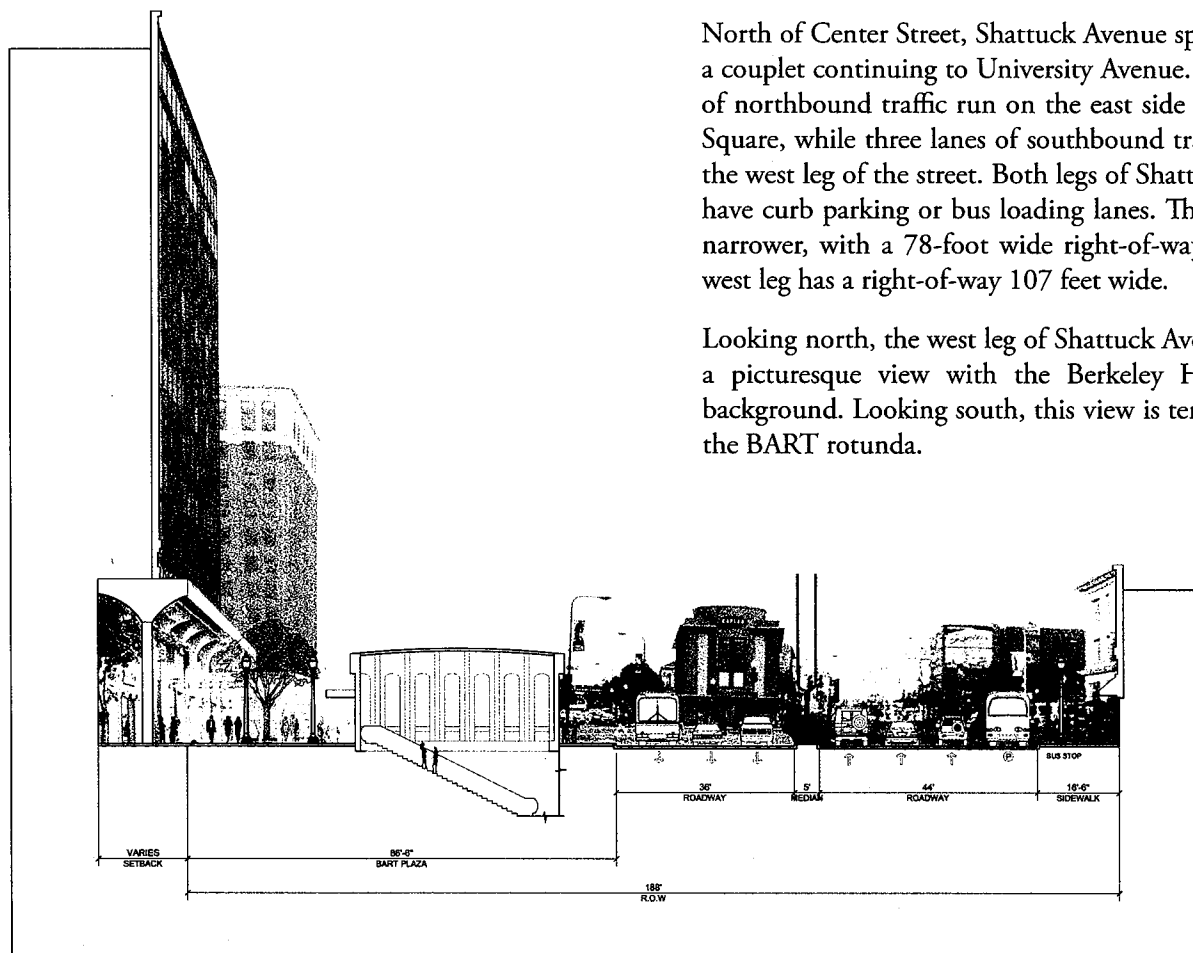 North of Center Street, Shattuck Avenue sp
a couplet continuing to University Avenue.
of northbound traffic run on the east side
Square, while three lanes of southbound tra
the west leg of the street. Both legs of Shatt
have curb parking or bus loading lanes. Th
narrower, with a 78-foot wide right-of-way
west leg has a right-of-way 107 feet wide.
Looking north, the west leg of Shattuck Ave
a picturesque view with the Berkeley H
background. Looking south, this view is ter
the BART rotunda.
BUS STOP
36' 5' 44' 16'-6"
ROADWAY MEDIAN ROADWAY SIDEWALK
VARIES 86'-6"
SETBACK BART PLAZA
188'
R.O.W